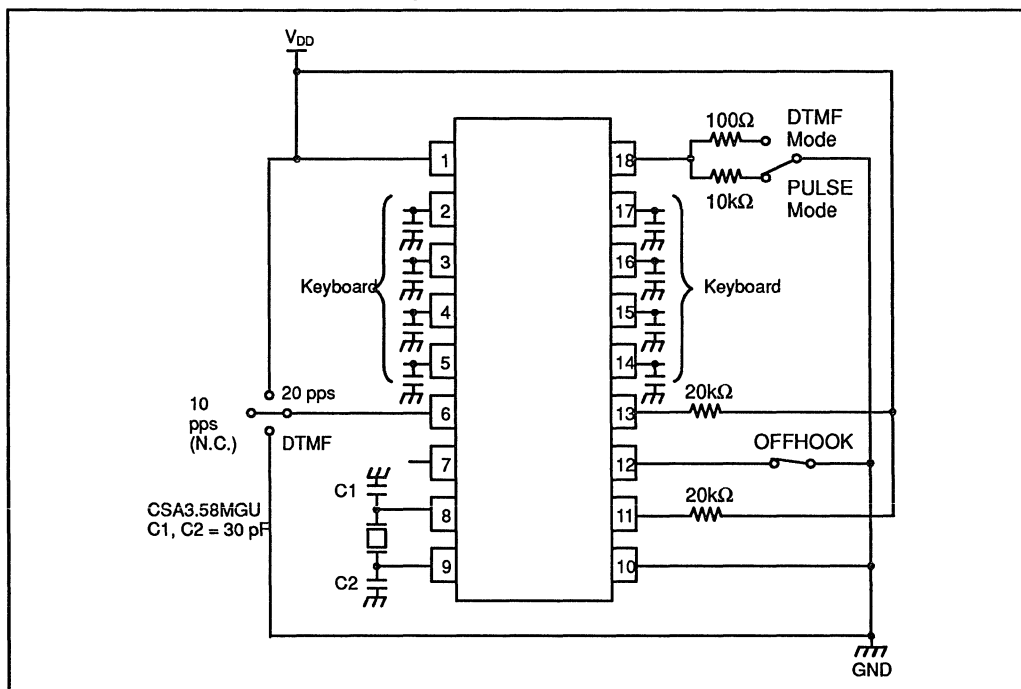 VDD
100Ω
DTMF
Mode
10kΩ
PULSE
Mode
1
18
2
17
3
16
4
15
5
14
Keyboard
Keyboard
20 pps
10
pps
(N.C.)
DTMF
6
13
20kΩ
7
12
OFFHOOK
C1
CSA3.58MGU
C1, C2 = 30 pF
8
11
20kΩ
9
10
C2
GND